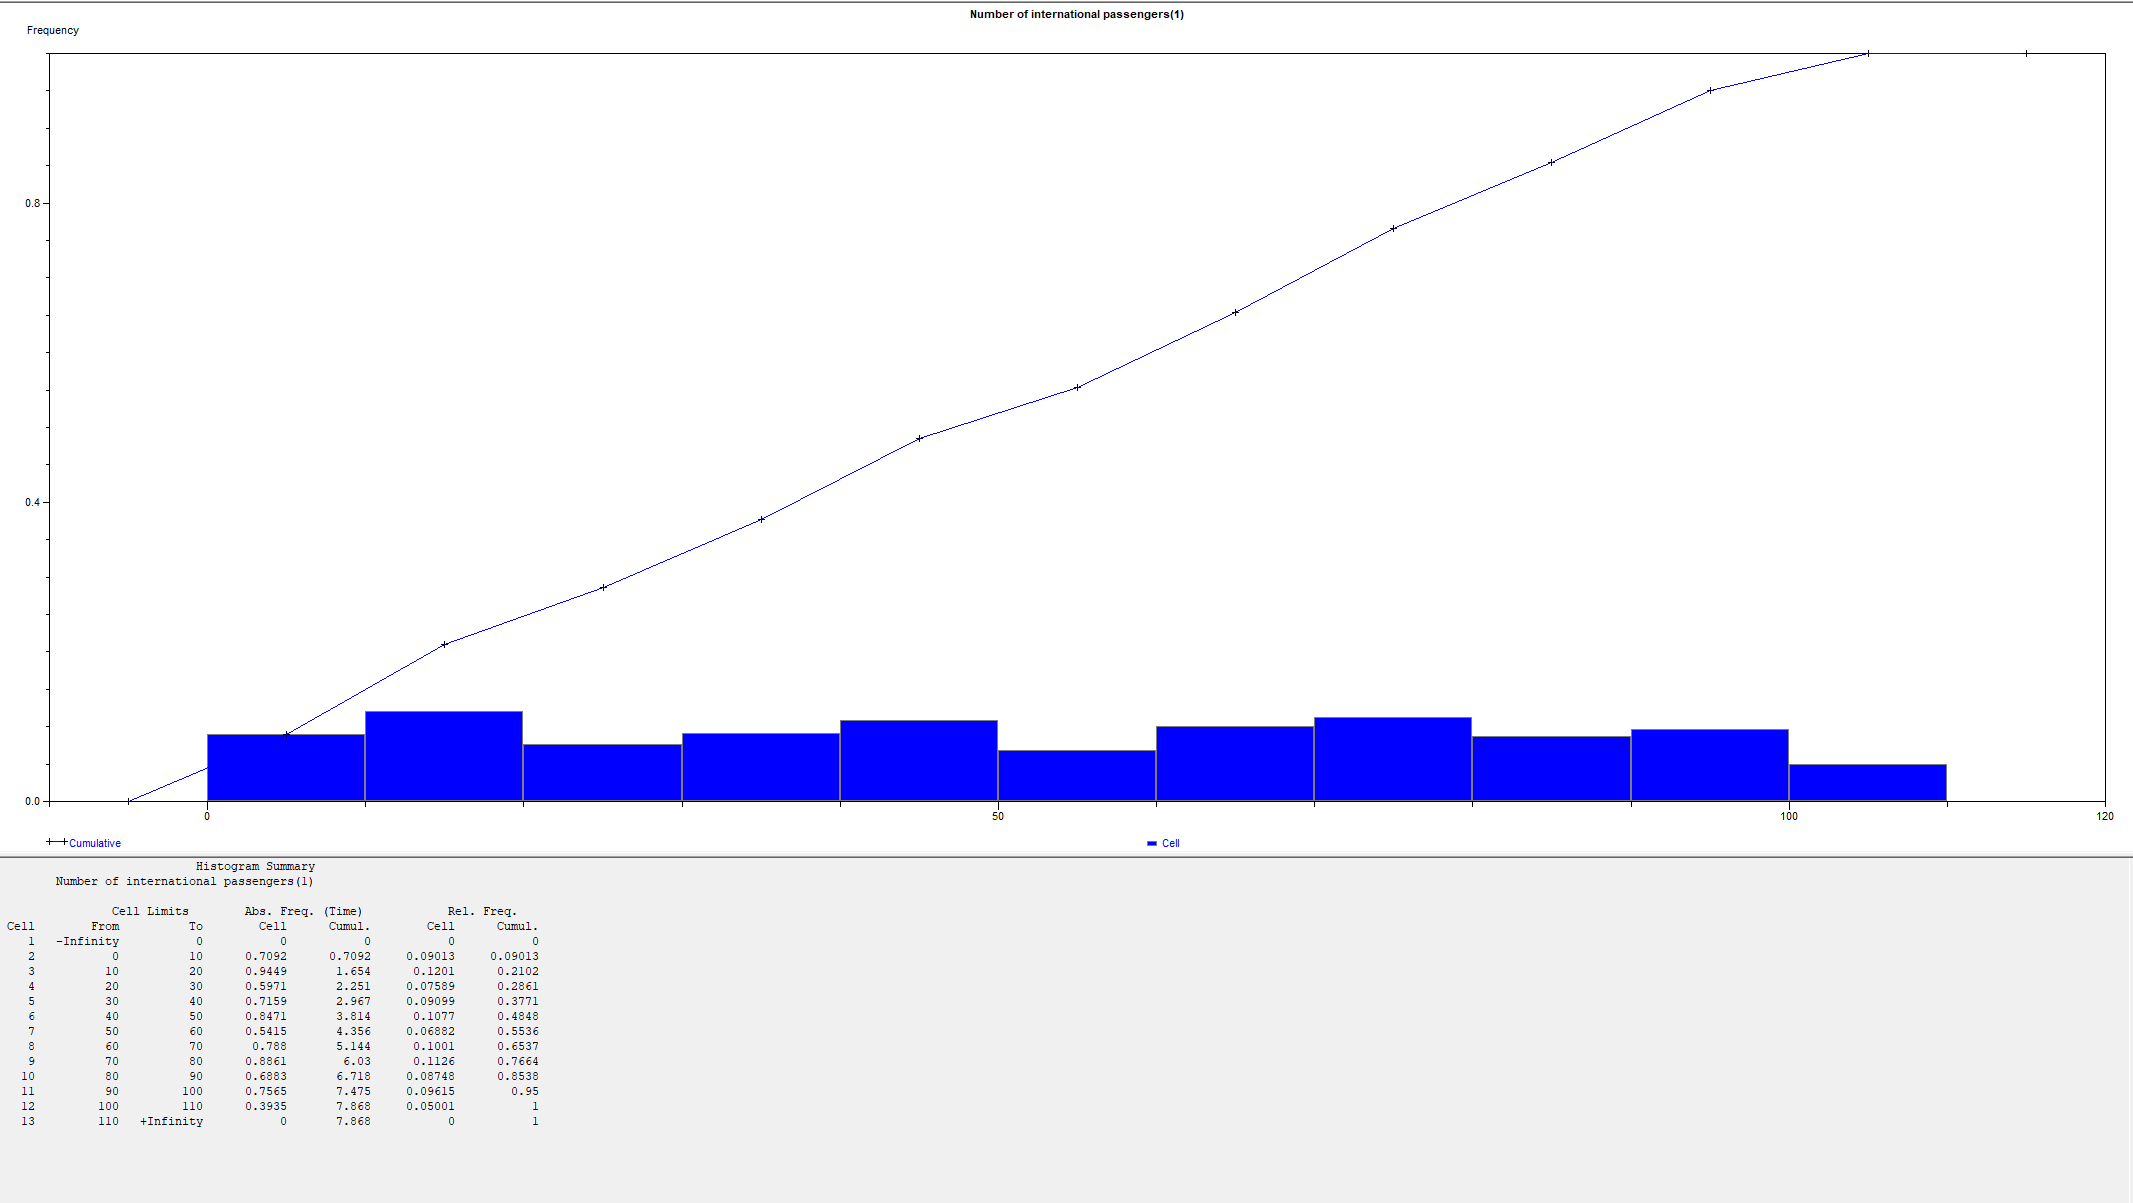 Number of international passengers(1)
Frequency
0.8
0.4
0.0
0 50 100 120
Cumulative Cell
Histogram Summary
Number of international passengers(1)
Cell Limits Abs. Freq. (Time) Rel. Freq.
Cell From To Cell Cumul. Cell Cumul.
1 -Infinity 0 0 0 0 0
2 0 10 0.7092 0.7092 0.09013 0.09013
3 10 20 0.9449 1.654 0.1201 0.2102
4 20 30 0.5971 2.251 0.07589 0.2861
5 30 40 0.7159 2.967 0.09099 0.3771
6 40 50 0.8471 3.814 0.1077 0.4848
7 50 60 0.5415 4.356 0.06882 0.5536
8 60 70 0.788 5.144 0.1001 0.6537
9 70 80 0.8861 6.03 0.1126 0.7664
10 80 90 0.6883 6.718 0.08748 0.8538
11 90 100 0.7565 7.475 0.09615 0.95
12 100 110 0.3935 7.868 0.05001 1
13 110 +Infinity 0 7.868 0 1